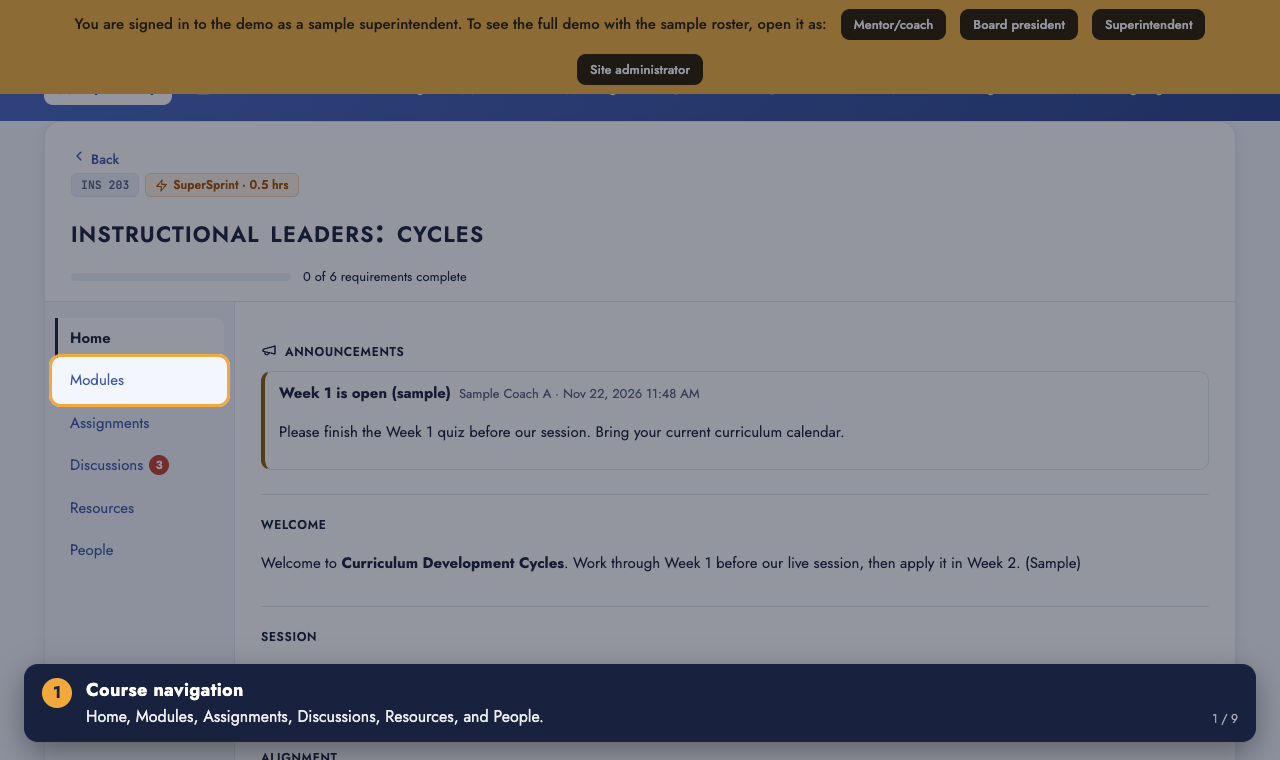 You are signed in to the demo as a sample superintendent. To see the full demo with the sample roster, open it as: Mentor/coach Board president Superintendent
Site administrator
Back
INS 203 SuperSprint · 0.5 hrs
INSTRUCTIONAL LEADERS: CYCLES
0 of 6 requirements complete
Home
Modules
Assignments
Discussions 3
Resources
People
ANNOUNCEMENTS
Week 1 is open (sample) Sample Coach A · Nov 22, 2026 11:48 AM
Please finish the Week 1 quiz before our session. Bring your current curriculum calendar.
WELCOME
Welcome to Curriculum Development Cycles. Work through Week 1 before our live session, then apply it in Week 2. (Sample)
SESSION
1 Course navigation
Home, Modules, Assignments, Discussions, Resources, and People.
1 / 9
ALIGNMENT